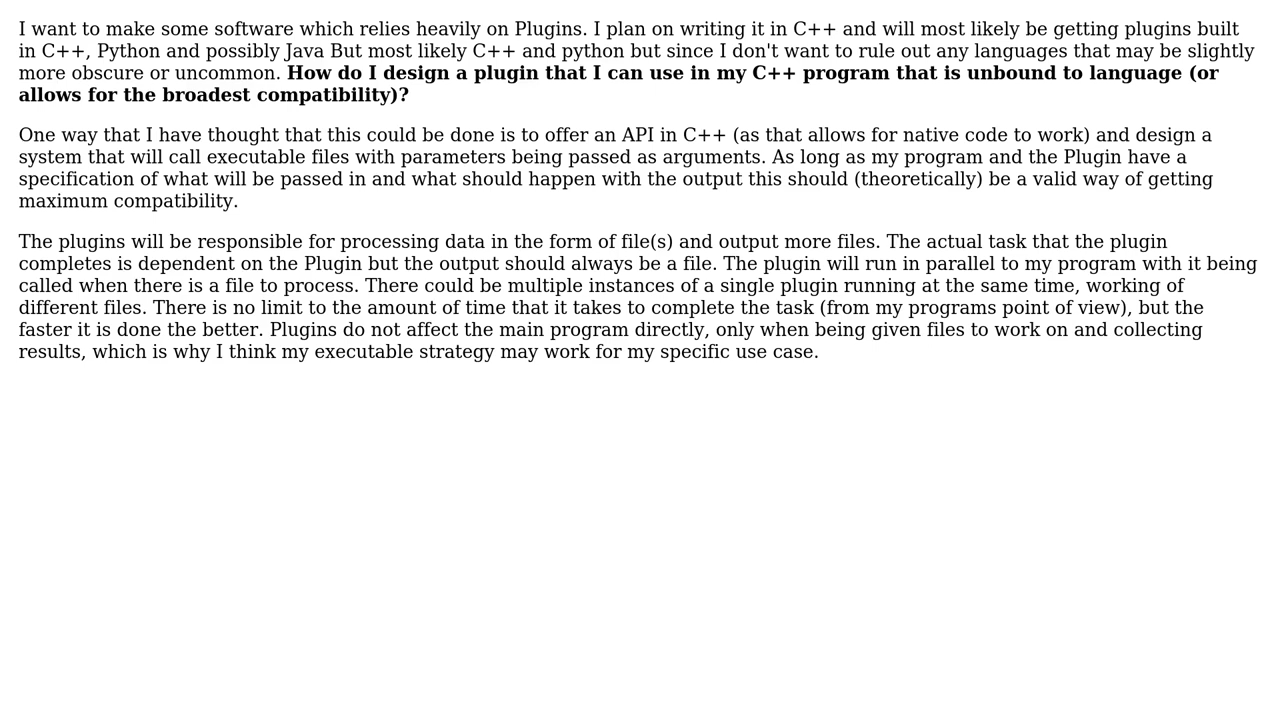 I want to make some software which relies heavily on Plugins. I plan on writing it in C++ and will most likely be getting plugins built
in C++, Python and possibly Java But most likely C++ and python but since I don't want to rule out any languages that may be slightly
more obscure or uncommon. How do I design a plugin that I can use in my C++ program that is unbound to language (or
allows for the broadest compatibility)?
One way that I have thought that this could be done is to offer an API in C++ (as that allows for native code to work) and design a
system that will call executable files with parameters being passed as arguments. As long as my program and the Plugin have a
specification of what will be passed in and what should happen with the output this should (theoretically) be a valid way of getting
maximum compatibility.
The plugins will be responsible for processing data in the form of file(s) and output more files. The actual task that the plugin
completes is dependent on the Plugin but the output should always be a file. The plugin will run in parallel to my program with it being
called when there is a file to process. There could be multiple instances of a single plugin running at the same time, working of
different files. There is no limit to the amount of time that it takes to complete the task (from my programs point of view), but the
faster it is done the better. Plugins do not affect the main program directly, only when being given files to work on and collecting
results, which is why I think my executable strategy may work for my specific use case.